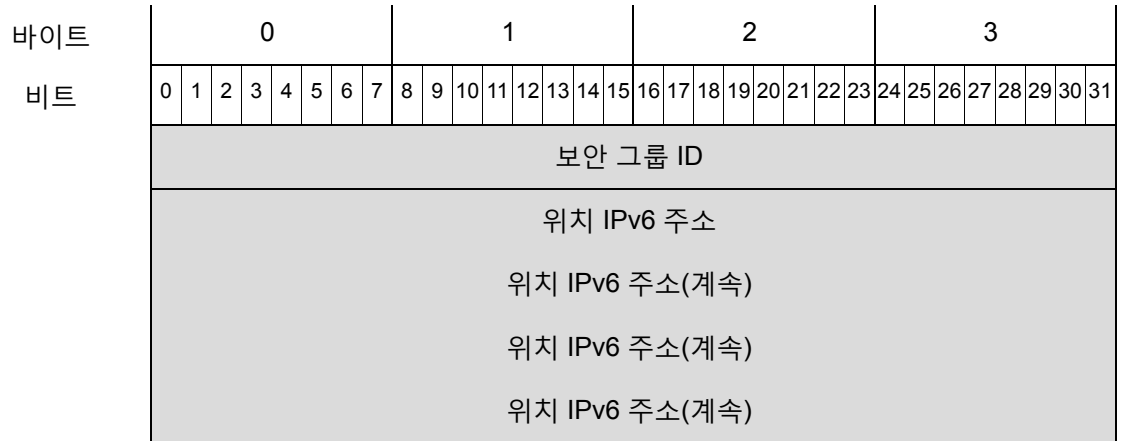 바이트 0 1 2 3
비트 0 1 2 3 4 5 6 7 8 9 10 11 12 13 14 15 16 17 18 19 20 21 22 23 24 25 26 27 28 29 30 31
보안 그룹 ID
위치 IPv6 주소
위치 IPv6 주소(계속)
위치 IPv6 주소(계속)
위치 IPv6 주소(계속)